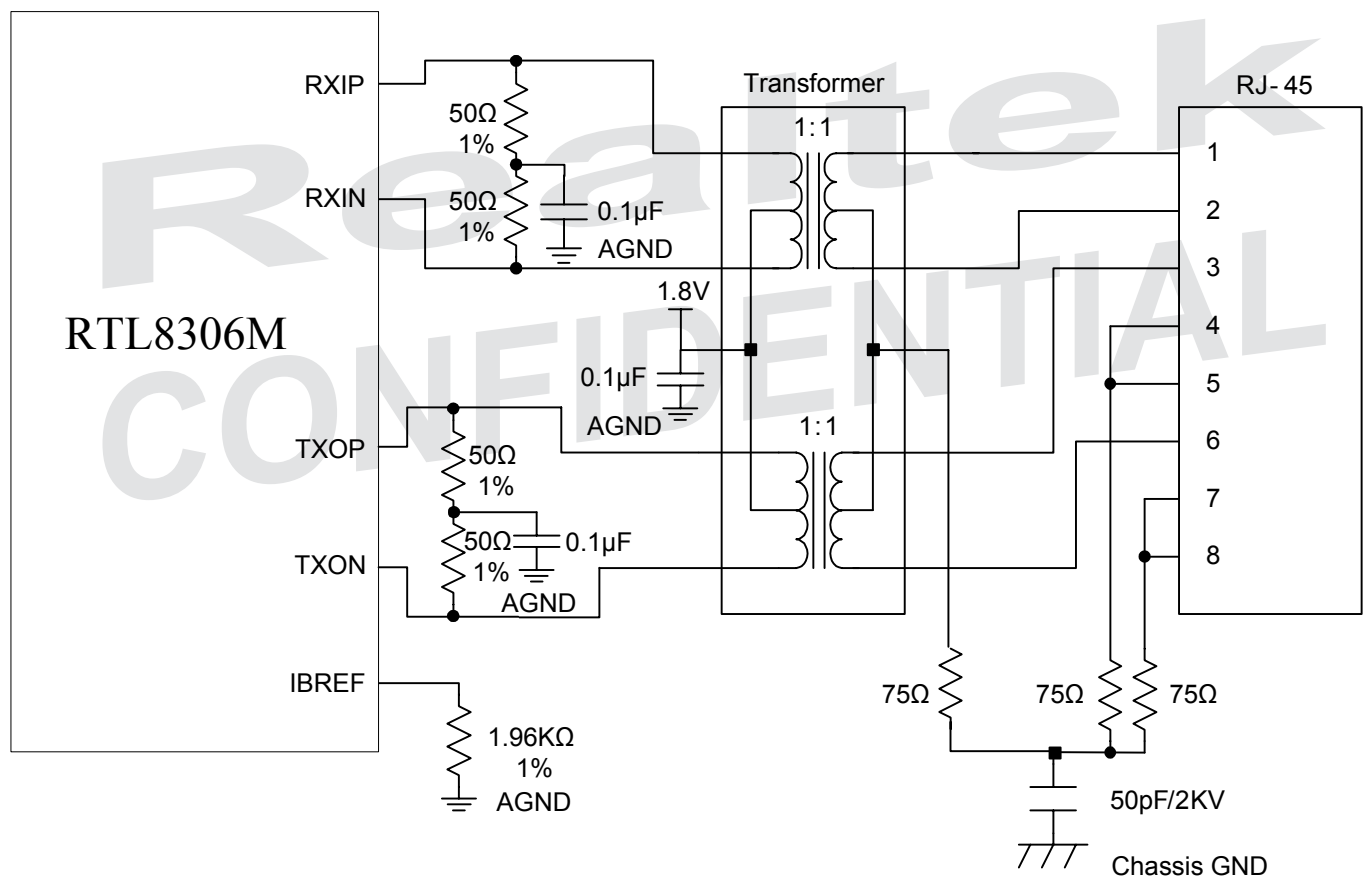 Realtek
CONFIDENTIAL
RTL8306M
RXIP
RXIN
TXOP
TXON
IBREF
50Ω
1%
50Ω
1%
0.1µF
AGND
1.8V
0.1µF
AGND
50Ω
1%
50Ω
1%
0.1µF
AGND
1.96KΩ
1%
AGND
Transformer
1:1
1:1
RJ-45
1
2
3
4
5
6
7
8
75Ω
75Ω
75Ω
50pF/2KV
Chassis GND